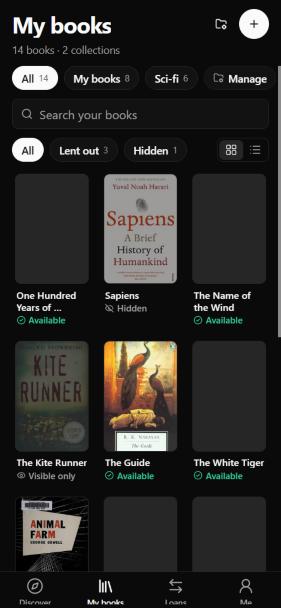 My books
14 books · 2 collections
All 14
My books 8
Sci-fi 6
Manage
Search your books
All
Lent out 3
Hidden 1
Yuval Noah Harari
Sapiens
A Brief
History of
Humankind
One Hundred
Years of ...
Available
Sapiens
Hidden
The Name of
the Wind
Available
KITE
RUNNER
R. K. NARAYAN
The Guide
The Kite Runner
Visible only
The Guide
Available
The White Tiger
Available
ANIMAL
FARM
GEORGE ORWELL
Discover
My books
Loans
Me